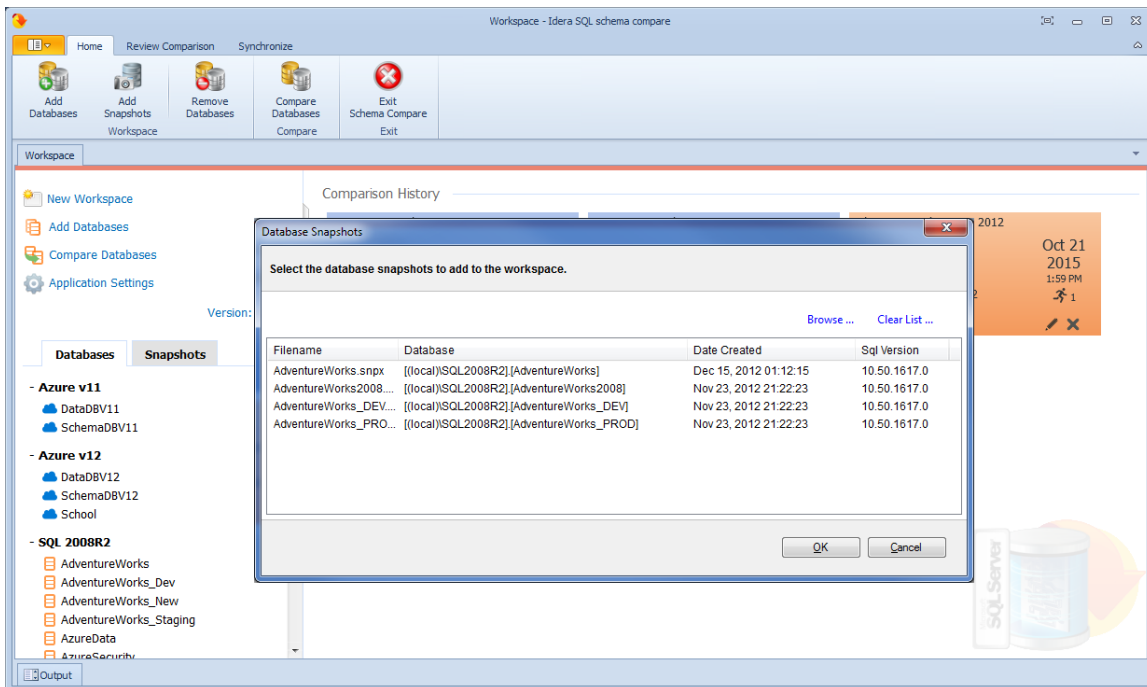 Workspace - Idera SQL schema compare
Home Review Comparison Synchronize
Add Databases
Add Snapshots
Remove Databases
Compare Databases
Exit Schema Compare
Workspace Compare Exit
Workspace
New Workspace
Add Databases
Compare Databases
Application Settings
Version:
Databases Snapshots
- Azure v11
DataDBV11
SchemaDBV11
- Azure v12
DataDBV12
SchemaDBV12
School
- SQL 2008R2
AdventureWorks
AdventureWorks_Dev
AdventureWorks_New
AdventureWorks_Staging
AzureData
AzureSecurity
Comparison History
2012
Oct 21
2015
1:59 PM
1
2
Database Snapshots
Select the database snapshots to add to the workspace.
Browse ... Clear List ...
Filename Database Date Created Sql Version
AdventureWorks.snpx [(local)\SQL2008R2].[AdventureWorks] Dec 15, 2012 01:12:15 10.50.1617.0
AdventureWorks2008.... [(local)\SQL2008R2].[AdventureWorks2008] Nov 23, 2012 21:22:23 10.50.1617.0
AdventureWorks_DEV.... [(local)\SQL2008R2].[AdventureWorks_DEV] Nov 23, 2012 21:22:23 10.50.1617.0
AdventureWorks_PRO... [(local)\SQL2008R2].[AdventureWorks_PROD] Nov 23, 2012 21:22:23 10.50.1617.0
OK Cancel
SQL Server
Output